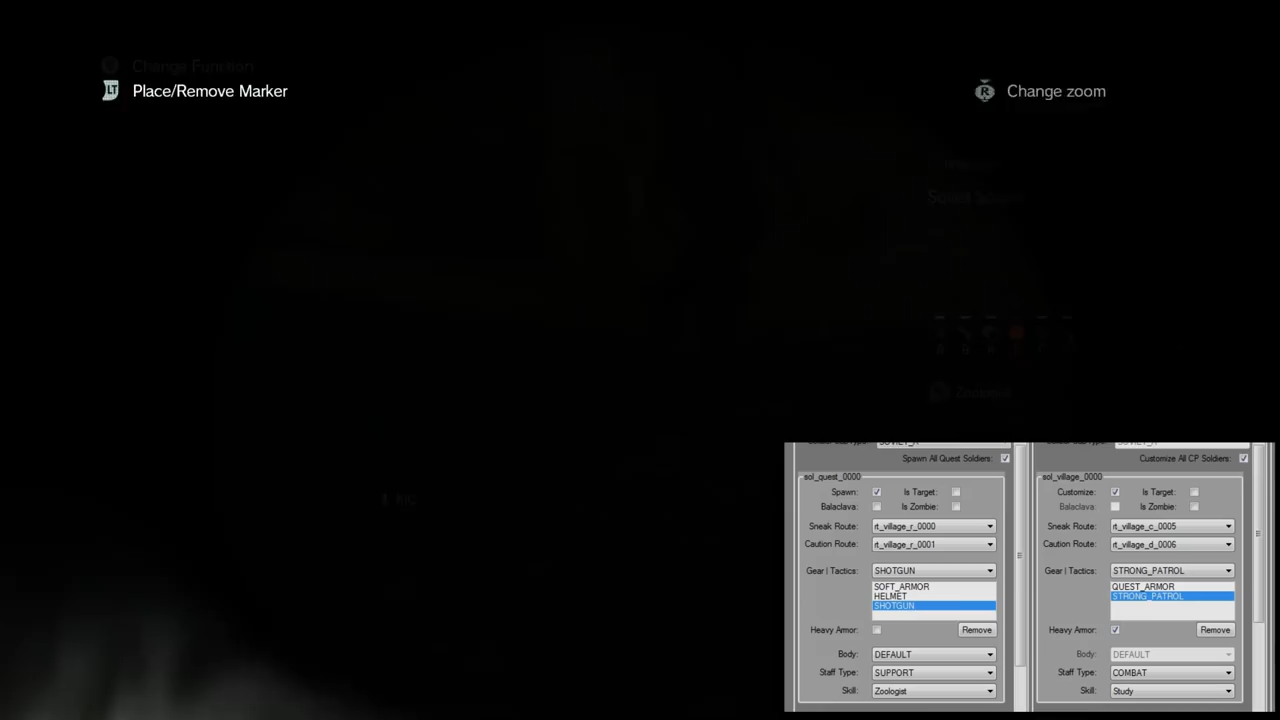 Change Function
LT Place/Remove Marker
R Change zoom
Spawn All Quest Soldiers:
sol_quest_0000
Spawn: Is Target:
Balaclava: Is Zombie:
Sneak Route: rt_village_r_0000
Caution Route: rt_village_r_0001
Gear | Tactics: SHOTGUN
SOFT_ARMOR
HELMET
SHOTGUN
Heavy Armor: Remove
Body: DEFAULT
Staff Type: SUPPORT
Skill: Zoologist
Customize All CP Soldiers:
sol_village_0000
Customize: Is Target:
Balaclava: Is Zombie:
Sneak Route: rt_village_c_0005
Caution Route: rt_village_d_0006
Gear | Tactics: STRONG_PATROL
QUEST_ARMOR
STRONG_PATROL
Heavy Armor: Remove
Body: DEFAULT
Staff Type: COMBAT
Skill: Study